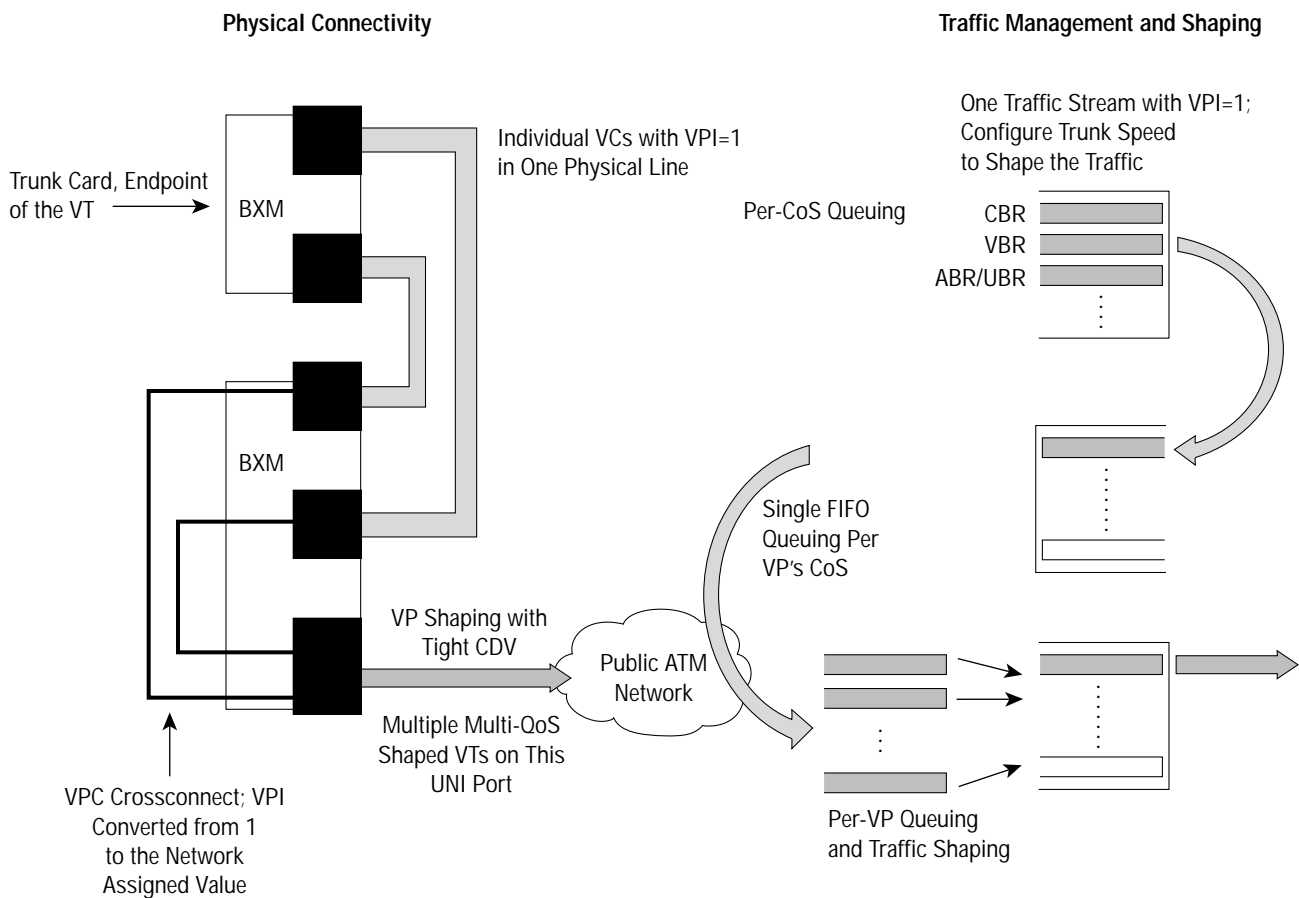 Physical Connectivity
Traffic Management and Shaping
Trunk Card, Endpoint
of the VT
BXM
Individual VCs with VPI=1
in One Physical Line
One Traffic Stream with VPI=1;
Configure Trunk Speed
to Shape the Traffic
Per-CoS Queuing
CBR
VBR
ABR/UBR
BXM
Single FIFO
Queuing Per
VP's CoS
VP Shaping with
Tight CDV
Public ATM
Network
Multiple Multi-QoS
Shaped VTs on This
UNI Port
VPC Crossconnect; VPI
Converted from 1
to the Network
Assigned Value
Per-VP Queuing
and Traffic Shaping